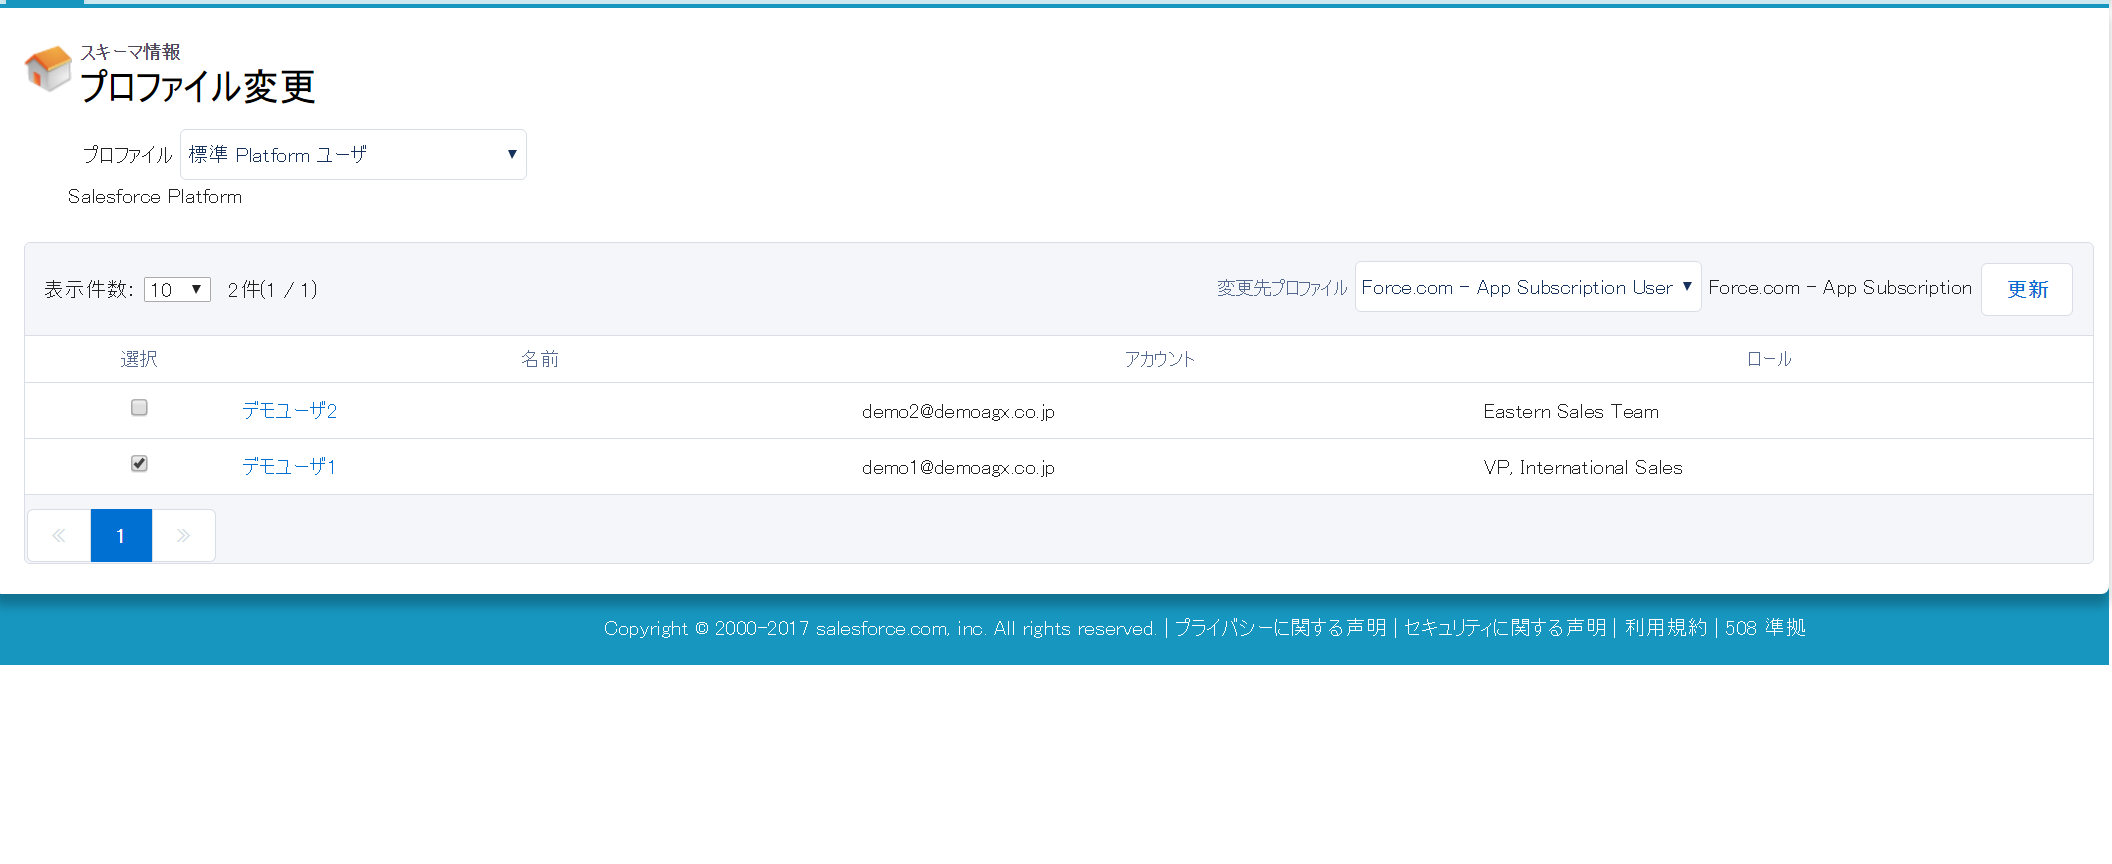 スキーマ情報
プロファイル変更
プロファイル 標準 Platform ユーザ ▼
Salesforce Platform
表示件数: 10 ▼ 2件(1 / 1) 変更先プロファイル Force.com - App Subscription User ▼ Force.com - App Subscription 更新
選択 名前 アカウント ロール
デモユーザ2 demo2@demoagx.co.jp Eastern Sales Team
デモユーザ1 demo1@demoagx.co.jp VP, International Sales
« 1 »
Copyright © 2000-2017 salesforce.com, inc. All rights reserved. | プライバシーに関する声明 | セキュリティに関する声明 | 利用規約 | 508 準拠